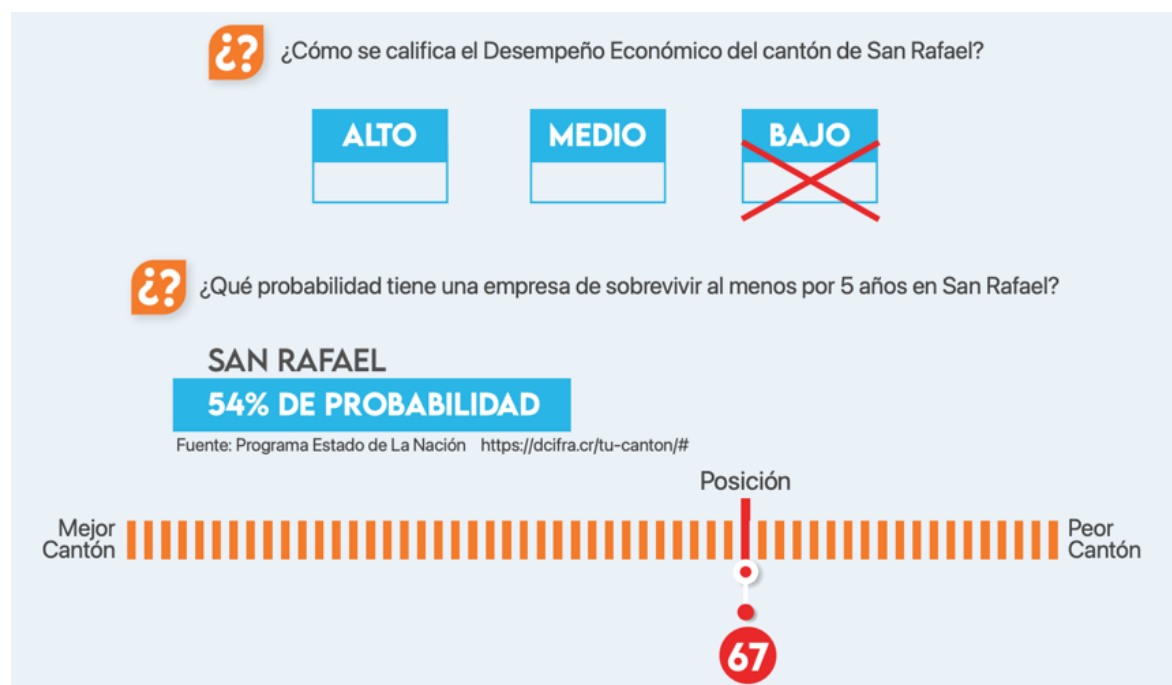 ¿?
¿Cómo se califica el Desempeño Económico del cantón de San Rafael?
ALTO MEDIO BAJO
¿?
¿Qué probabilidad tiene una empresa de sobrevivir al menos por 5 años en San Rafael?
SAN RAFAEL
54% DE PROBABILIDAD
Fuente: Programa Estado de La Nación https://dcifra.cr/tu-canton/#
Posición
Mejor
Cantón
Peor
Cantón
67